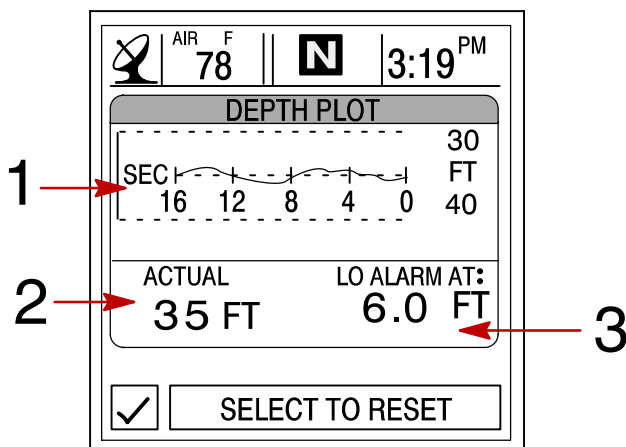 AIR F
78
N
3:19 PM
DEPTH PLOT
30
SEC
FT
16 12 8 4 0
40
1
ACTUAL
LO ALARM AT:
2
35 FT
6.0 FT
3
SELECT TO RESET